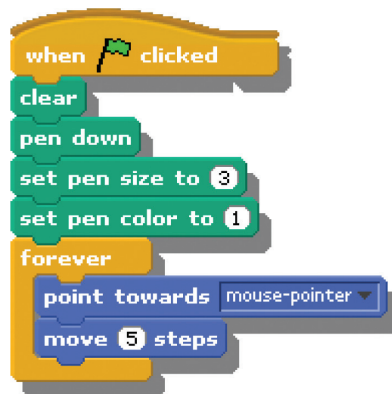 when clicked
clear
pen down
set pen size to 3
set pen color to 1
forever
point towards mouse-pointer
move 5 steps